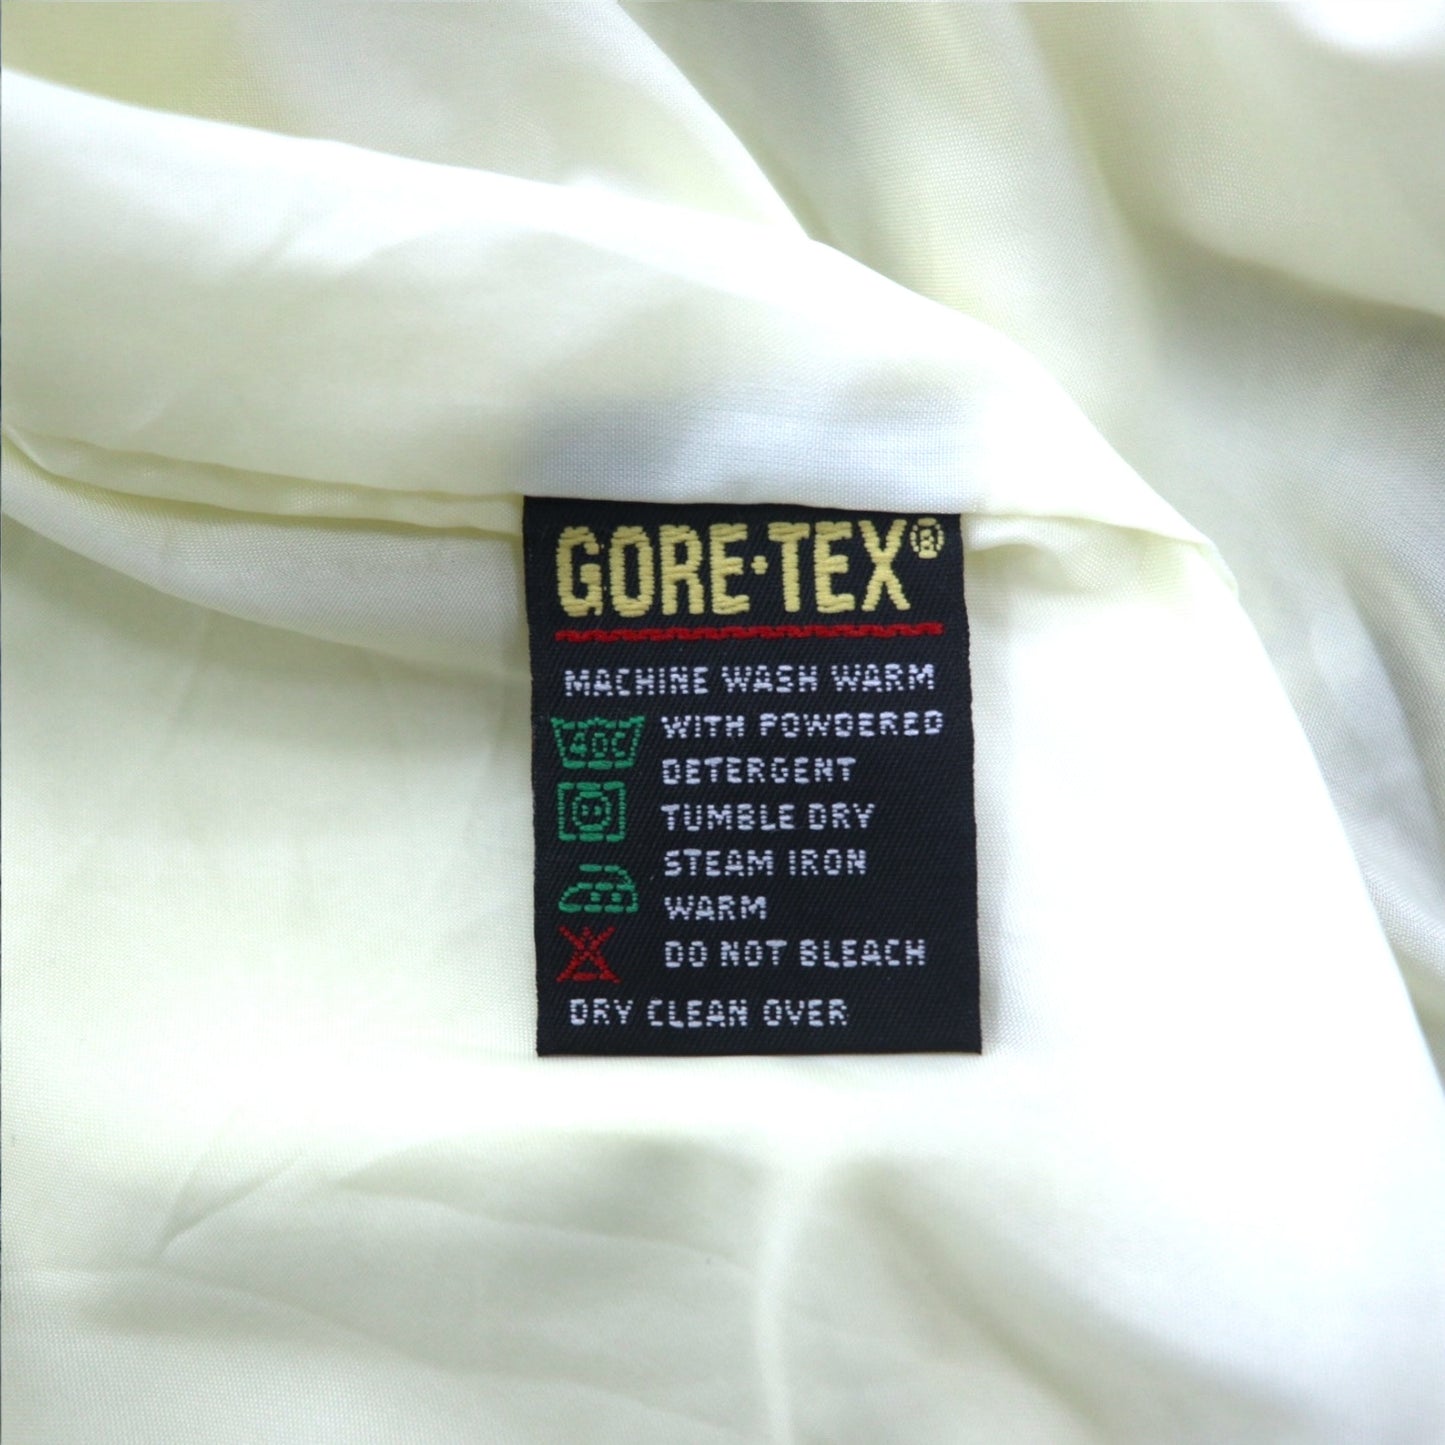 GORE-TEX®
MACHINE WASH WARM
40C WITH POWDERED
DETERGENT
TUMBLE DRY
STEAM IRON
WARM
DO NOT BLEACH
DRY CLEAN OVER